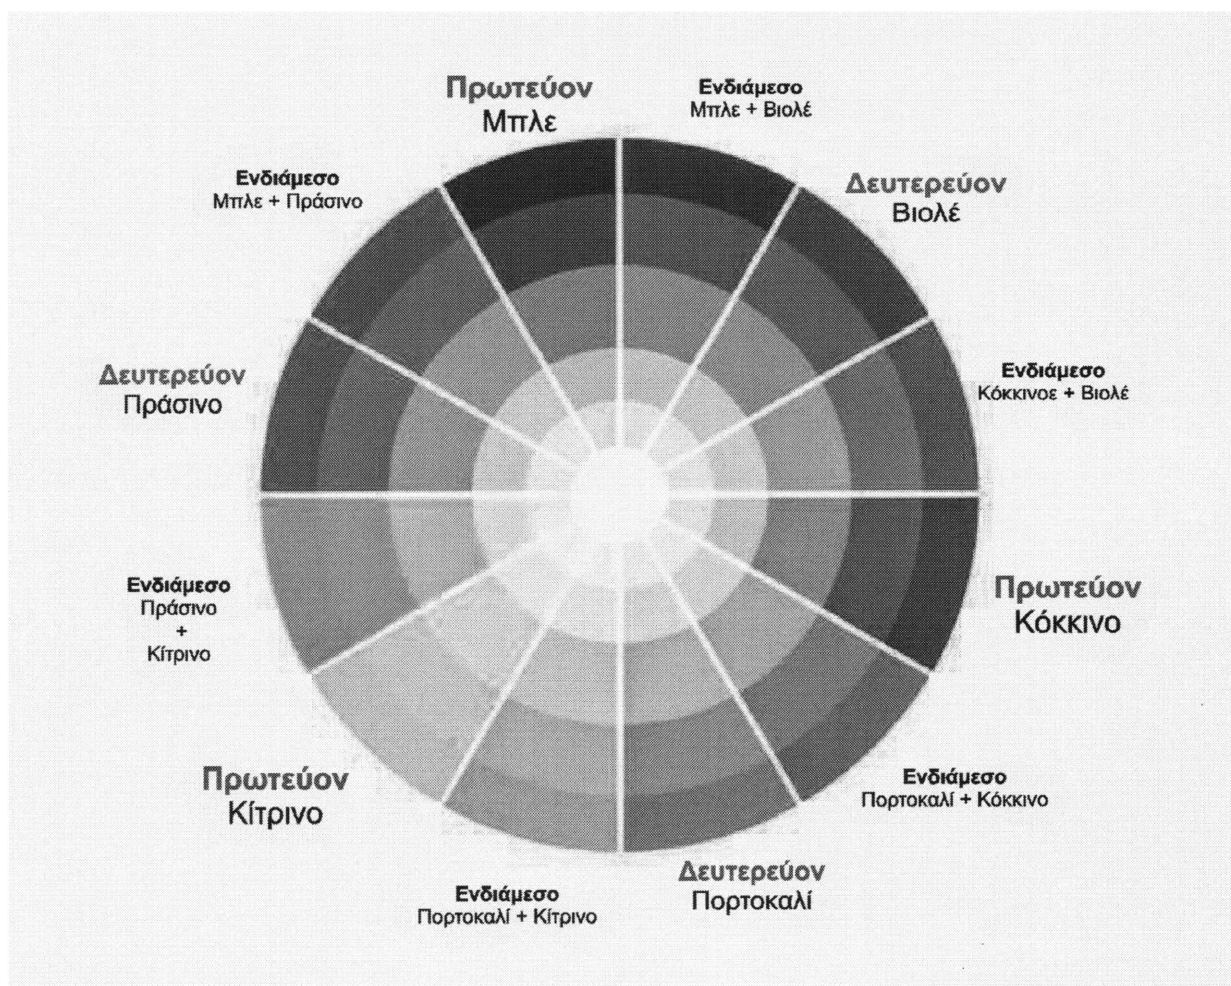 Πρωτεύον
Μπλε
Ενδιάμεσο
Μπλε + Βιολέ
Δευτερεύον
Βιολέ
Ενδιάμεσο
Κόκκινοε + Βιολέ
Πρωτεύον
Κόκκινο
Ενδιάμεσο
Πορτοκαλί + Κόκκινο
Δευτερεύον
Πορτοκαλί
Ενδιάμεσο
Πορτοκαλί + Κίτρινο
Πρωτεύον
Κίτρινο
Ενδιάμεσο
Πράσινο
+
Κίτρινο
Δευτερεύον
Πράσινο
Ενδιάμεσο
Μπλε + Πράσινο